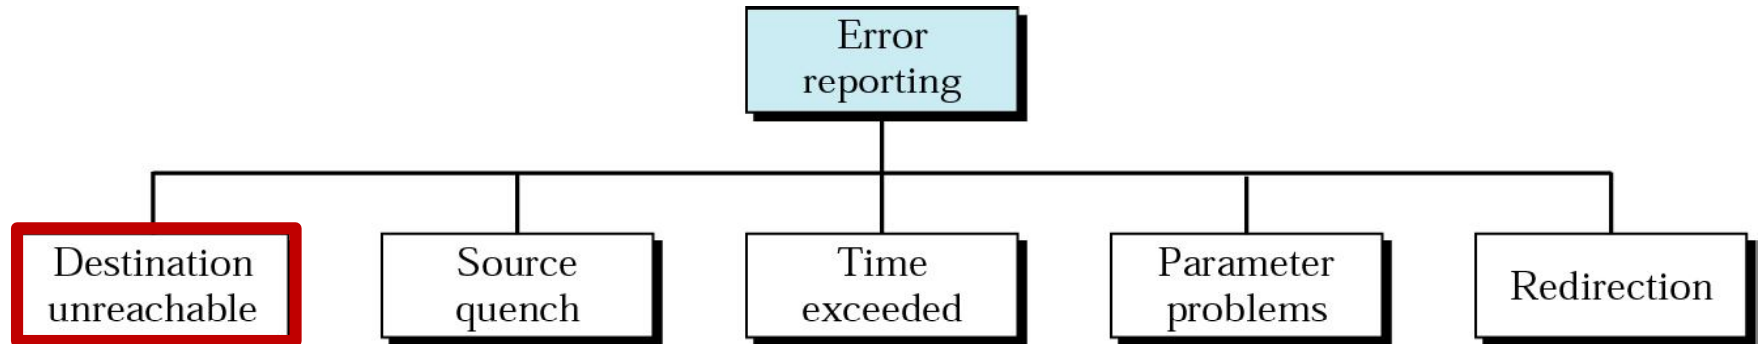 Error
reporting
Destination
unreachable
Source
quench
Time
exceeded
Parameter
problems
Redirection